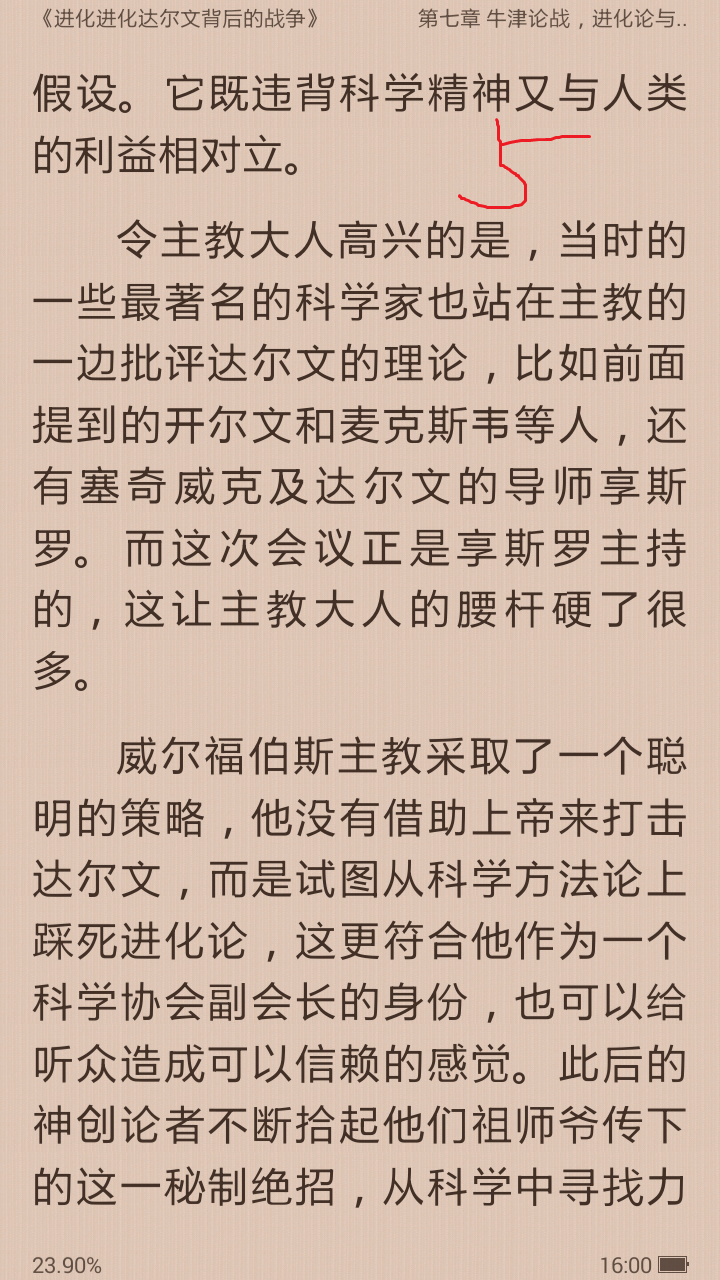 《进化进化达尔文背后的战争》 第七章 牛津论战，进化论与..
假设。它既违背科学精神又与人类
的利益相对立。
5
令主教大人高兴的是，当时的
一些最著名的科学家也站在主教的
一边批评达尔文的理论，比如前面
提到的开尔文和麦克斯韦等人，还
有塞奇威克及达尔文的导师享斯
罗。而这次会议正是享斯罗主持
的，这让主教大人的腰杆硬了很
多。
威尔福伯斯主教采取了一个聪
明的策略，他没有借助上帝来打击
达尔文，而是试图从科学方法论上
踩死进化论，这更符合他作为一个
科学协会副会长的身份，也可以给
听众造成可以信赖的感觉。此后的
神创论者不断拾起他们祖师爷传下
的这一秘制绝招，从科学中寻找力
23.90% 16:00